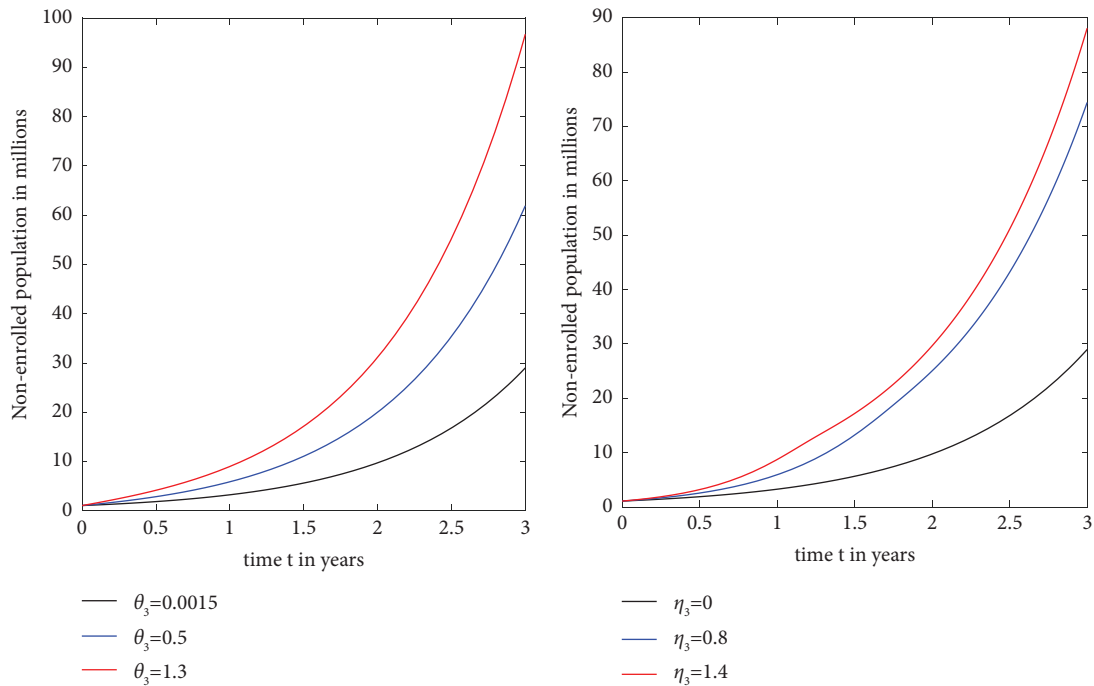 100
90
80
70
60
50
40
30
20
10
0
Non-enrolled population in millions
0 0.5 1 1.5 2 2.5 3
time t in years
θ₃=0.0015
θ₃=0.5
θ₃=1.3
90
80
70
60
50
40
30
20
10
0
Non-enrolled population in millions
0 0.5 1 1.5 2 2.5 3
time t in years
η₃=0
η₃=0.8
η₃=1.4